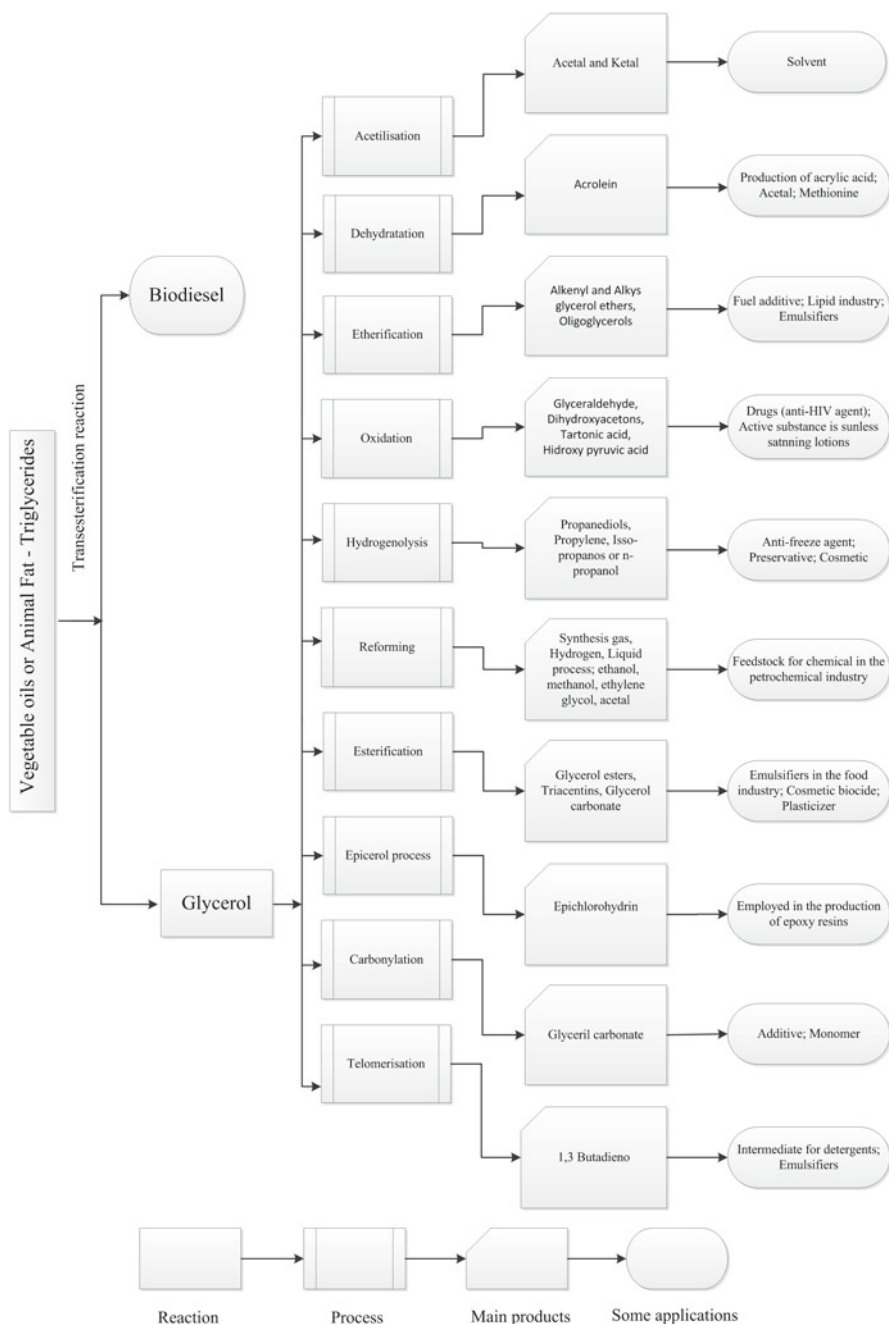 Vegetable oils or Animal Fat - Triglycerides
Transesterification reaction
Biodiesel
Glycerol
Acetilisation
Acetal and Ketal
Solvent
Dehydratation
Acrolein
Production of acrylic acid;
Acetal; Methionine
Etherification
Alkenyl and Alkys
glycerol ethers,
Oligoglycerols
Fuel additive; Lipid industry;
Emulsifiers
Oxidation
Glyceraldehyde,
Dihydroxyacetons,
Tartonic acid,
Hidroxy pyruvic acid
Drugs (anti-HIV agent);
Active substance is sunless
satnning lotions
Hydrogenolysis
Propanediols,
Propylene, Isso-
propanos or n-
propanol
Anti-freeze agent;
Preservative; Cosmetic
Reforming
Synthesis gas,
Hydrogen, Liquid
process; ethanol,
methanol, ethylene
glycol, acetal
Feedstock for chemical in the
petrochemical industry
Esterification
Glycerol esters,
Triacentins, Glycerol
carbonate
Emulsifiers in the food
industry; Cosmetic biocide;
Plasticizer
Epicerol process
Epichlorohydrin
Employed in the production
of epoxy resins
Carbonylation
Glyceril carbonate
Additive; Monomer
Telomerisation
1,3 Butadieno
Intermediate for detergents;
Emulsifiers
Reaction
Process
Main products
Some applications